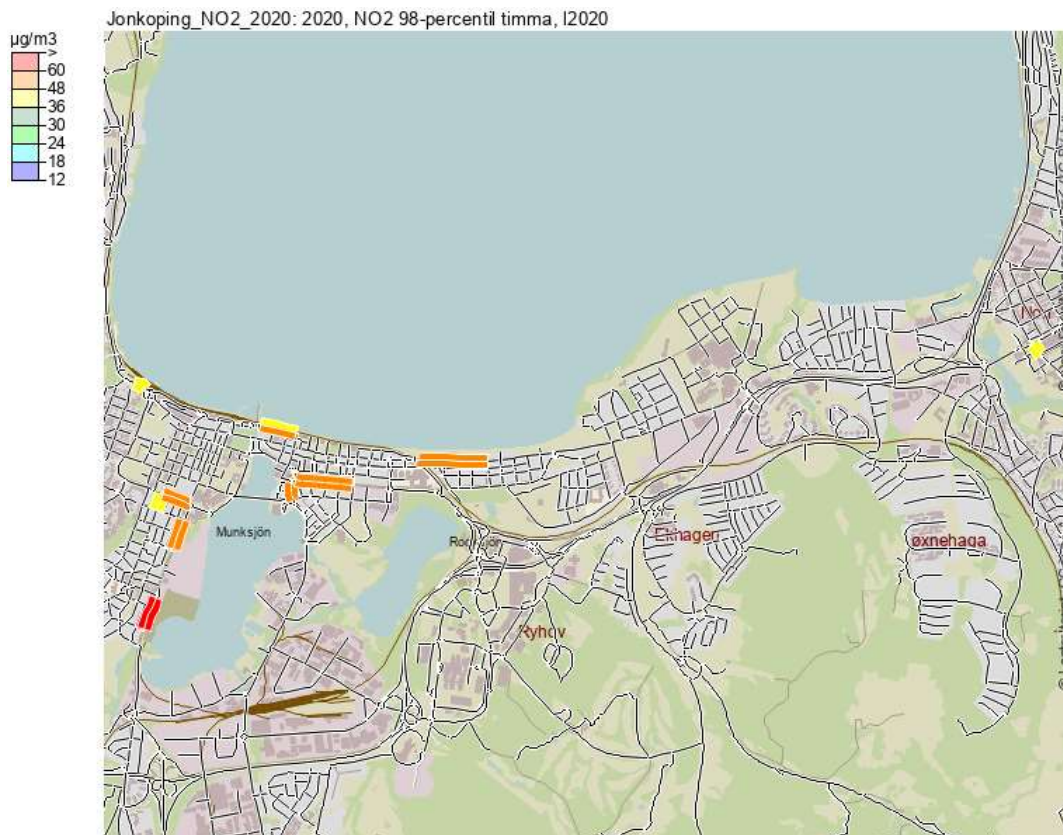 Jonkoping_NO2_2020: 2020, NO2 98-percentil timma, I2020
µg/m3
>
60
48
36
30
24
18
12
Munksjön
Ekhagen
øxnehaga
Ryhov